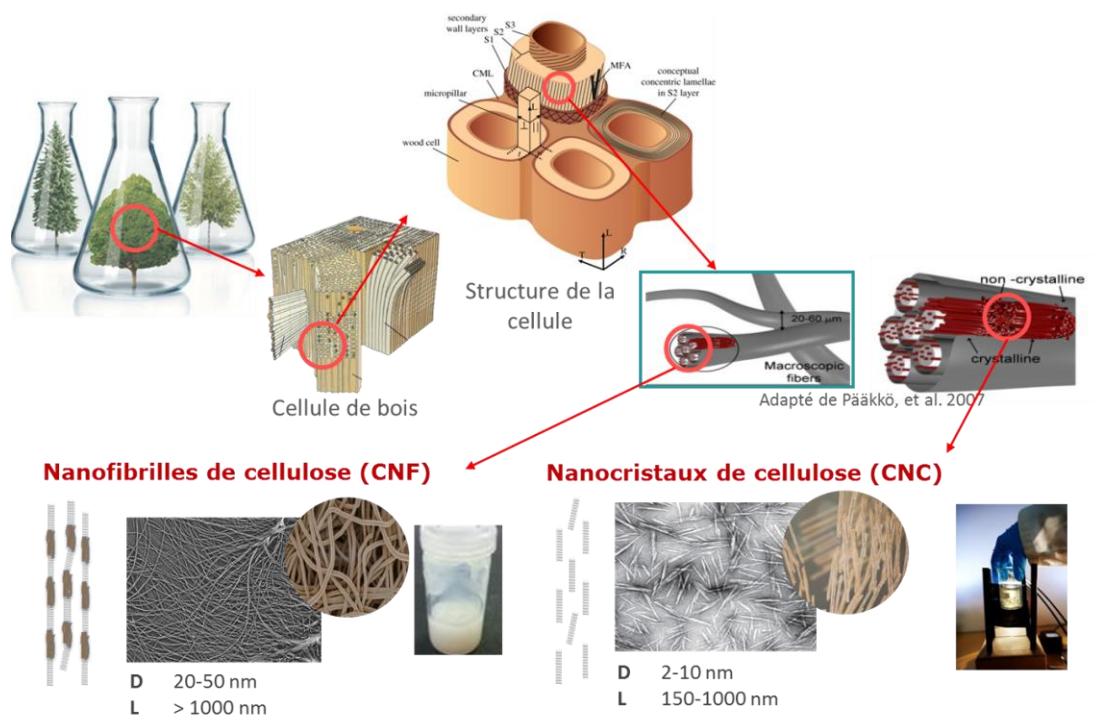 secondary
wall layers
S3
S2
S1
CML
MFA
conceptual
concentric lamellae
in S2 layer
micropillar
wood cell
L
T
R
Structure de la
cellule
Cellule de bois
20-60 µm
Macroscopic
fibers
non -crystalline
crystalline
Adapté de Pääkkö, et al. 2007
Nanofibrilles de cellulose (CNF)
D 20-50 nm
L > 1000 nm
Nanocristaux de cellulose (CNC)
D 2-10 nm
L 150-1000 nm